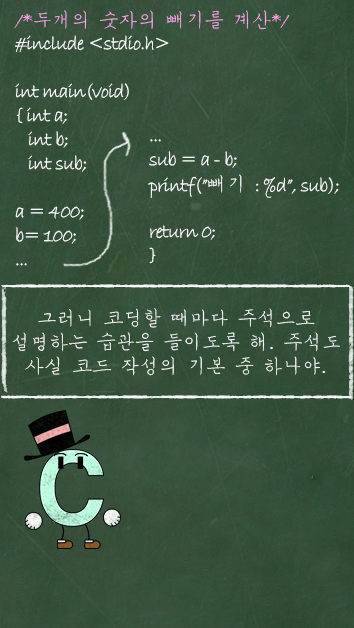 /*두개의 숫자의 빼기를 계산*/
#include <stdio.h>
int main(void)
{ int a;
int b;
int sub;
a = 400;
b= 100;
...
...
sub = a - b;
printf("빼기 : %d", sub);
return 0;
}
그러니 코딩할 때마다 주석으로
설명하는 습관을 들이도록 해. 주석도
사실 코드 작성의 기본 중 하나야.
C